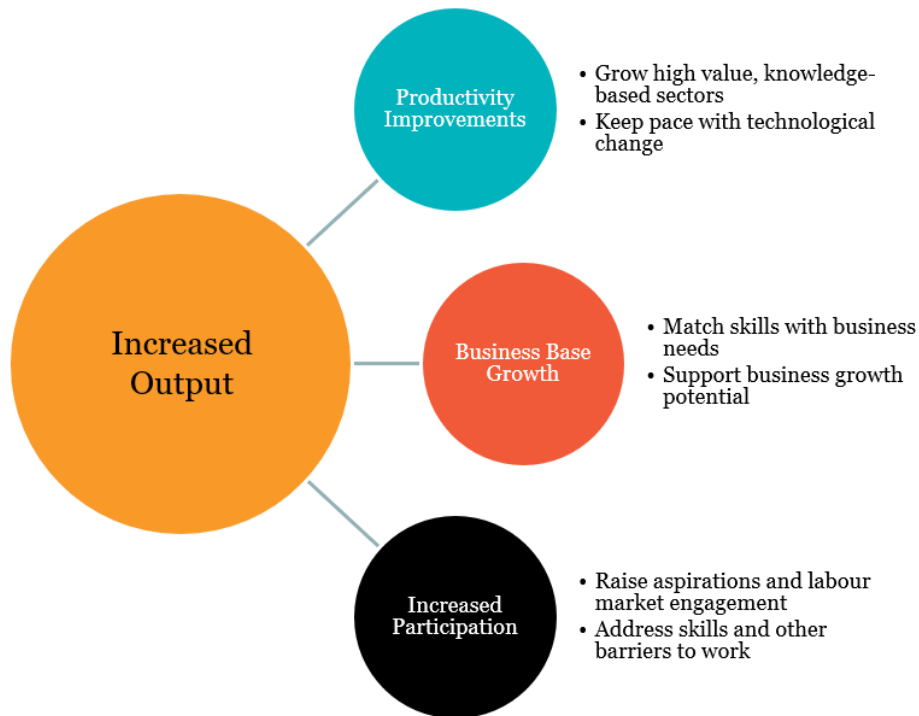 Productivity
Improvements
• Grow high value, knowledge-
based sectors
• Keep pace with technological
change
Increased
Output
Business Base
Growth
• Match skills with business
needs
• Support business growth
potential
Increased
Participation
• Raise aspirations and labour
market engagement
• Address skills and other
barriers to work